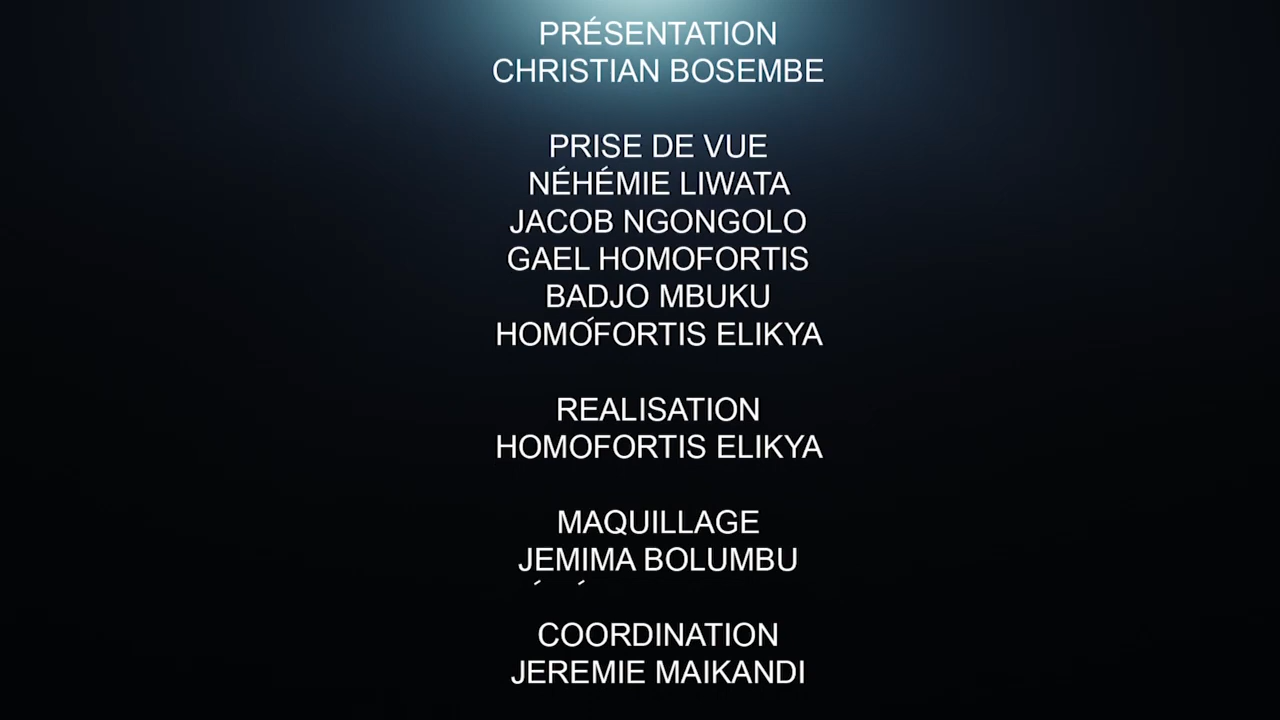 PRÉSENTATION
CHRISTIAN BOSEMBE
PRISE DE VUE
NÉHÉMIE LIWATA
JACOB NGONGOLO
GAEL HOMOFORTIS
BADJO MBUKU
HOMOFORTIS ELIKYA
REALISATION
HOMOFORTIS ELIKYA
MAQUILLAGE
JEMIMA BOLUMBU
COORDINATION
JEREMIE MAIKANDI